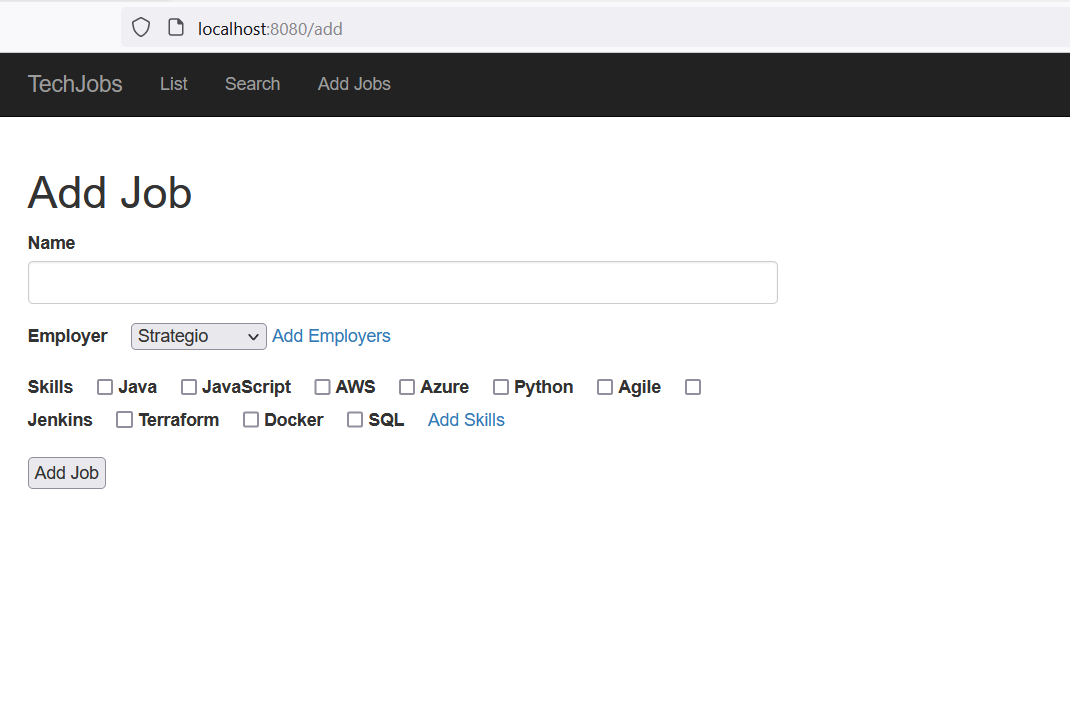 localhost:8080/add
TechJobs List Search Add Jobs
Add Job
Name
Employer Strategio Add Employers
Skills Java JavaScript AWS Azure Python Agile
Jenkins Terraform Docker SQL Add Skills
Add Job